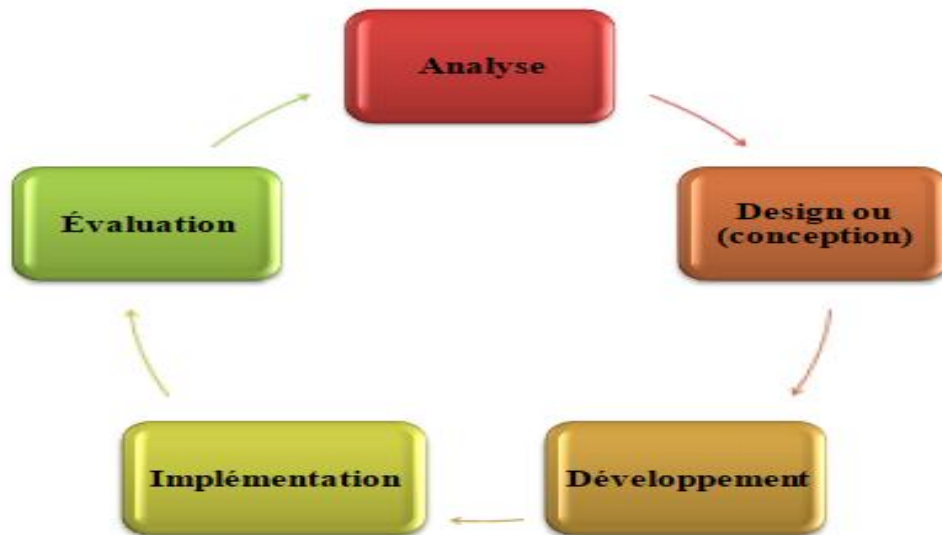 Analyse
Design ou
(conception)
Développement
Implémentation
Évaluation